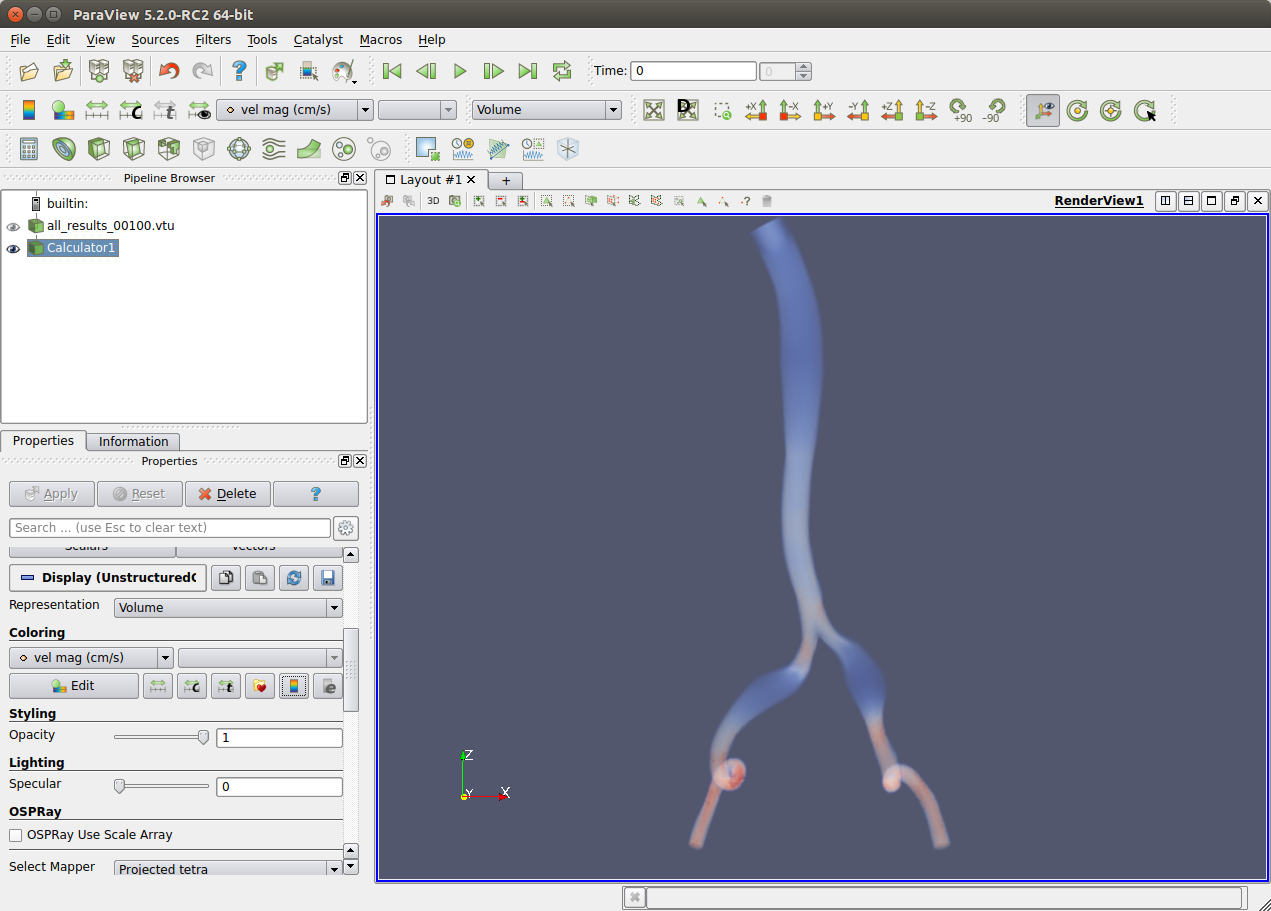 ParaView 5.2.0-RC2 64-bit
File Edit View Sources Filters Tools Catalyst Macros Help
Time: 0 0
vel mag (cm/s) Volume +X -X +Y -Y +Z -Z +90 -90
Pipeline Browser
Layout #1
builtin:
3D RenderView1
all_results_00100.vtu
Calculator1
Properties Information
Properties
Apply Reset Delete ?
Search ... (use Esc to clear text)
Scalars Vectors
Display (UnstructuredG
Representation Volume
Coloring
vel mag (cm/s)
Edit
Styling
Opacity 1
Lighting
Specular 0
OSPRay
OSPRay Use Scale Array
Select Mapper Projected tetra
Z
Y X